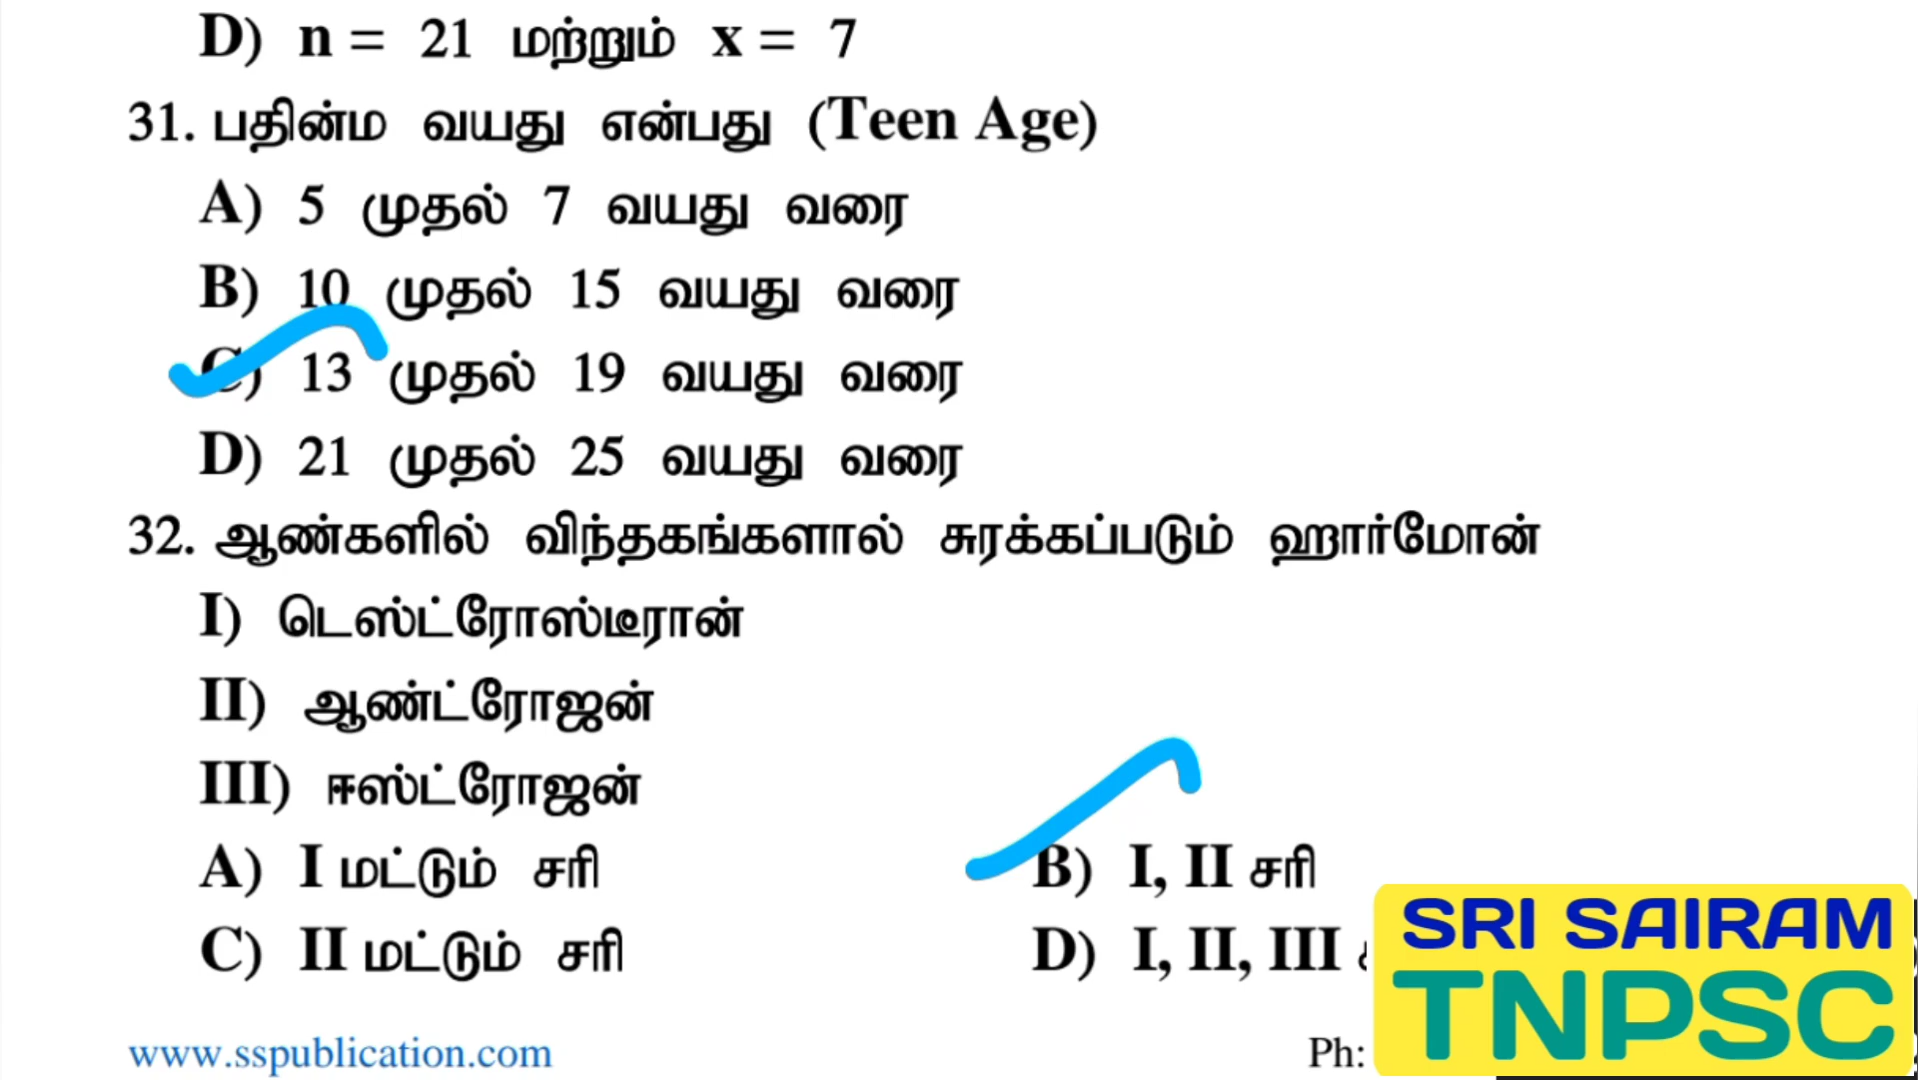 D) n = 21 மற்றும் x = 7
31. பதின்ம வயது என்பது (Teen Age)
A) 5 முதல் 7 வயது வரை
B) 10 முதல் 15 வயது வரை
C) 13 முதல் 19 வயது வரை
D) 21 முதல் 25 வயது வரை
32. ஆண்களில் விந்தகங்களால் சுரக்கப்படும் ஹார்மோன்
I) டெஸ்ட்ரோஸ்டீரான்
II) ஆண்ட்ரோஜன்
III) ஈஸ்ட்ரோஜன்
A) I மட்டும் சரி
B) I, II சரி
C) II மட்டும் சரி
D) I, II, III
SRI SAIRAM
TNPSC
www.sspublication.com
Ph: